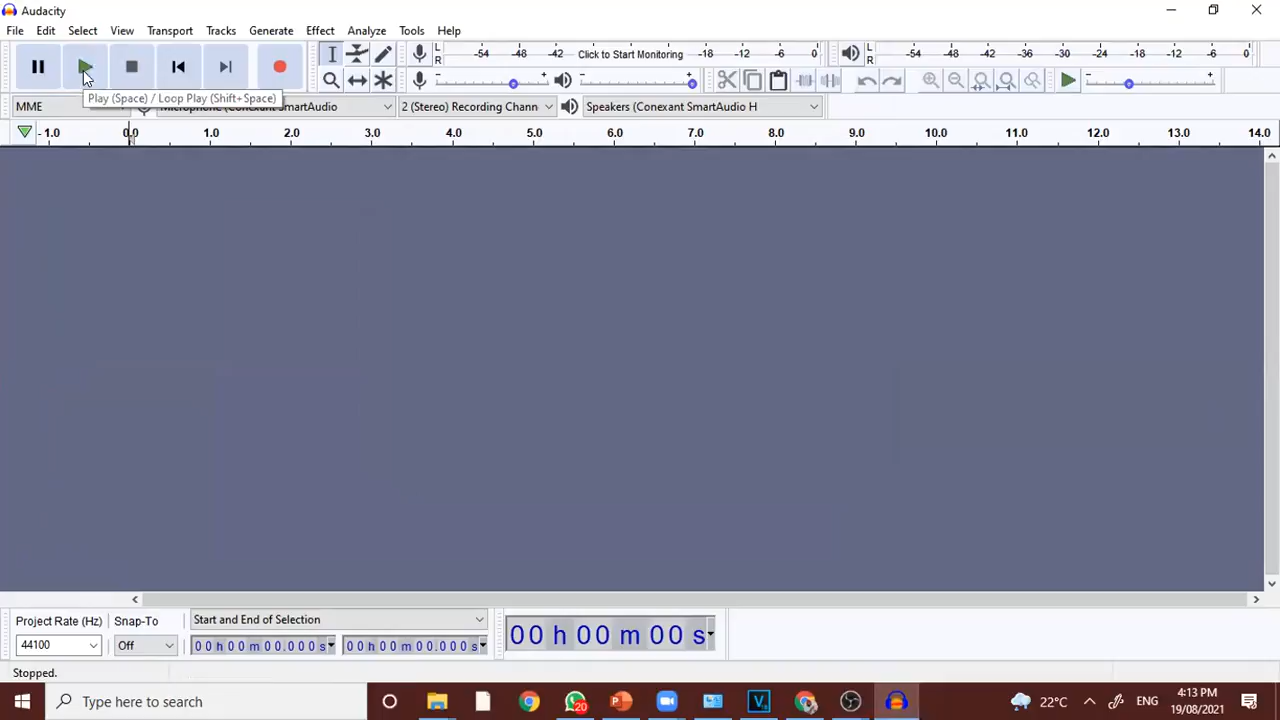 Audacity
File Edit Select View Transport Tracks Generate Effect Analyze Tools Help
L R -54 -48 -42 Click to Start Monitoring -18 -12 -6 0 L R -54 -48 -42 -36 -30 -24 -18 -12 -6 0
- + - + - +
Play (Space) / Loop Play (Shift+Space)
MME Microphone (Conexant SmartAudio 2 (Stereo) Recording Chann Speakers (Conexant SmartAudio H
- 1.0 0.0 1.0 2.0 3.0 4.0 5.0 6.0 7.0 8.0 9.0 10.0 11.0 12.0 13.0 14.0
Project Rate (Hz) Snap-To Start and End of Selection
44100 Off 00 h 00 m 00.000 s 00 h 00 m 00.000 s 00 h 00 m 00 s
Stopped.
Type here to search 20 22°C ENG 4:13 PM
19/08/2021